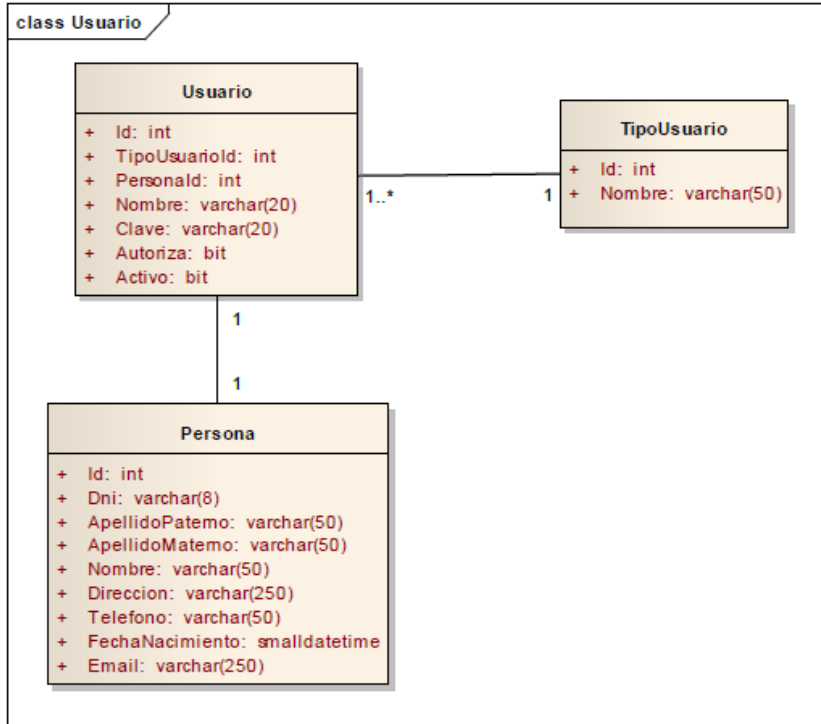 class Usuario
Usuario
+ Id: int
+ TipoUsuarioId: int
+ PersonaId: int
+ Nombre: varchar(20)
+ Clave: varchar(20)
+ Autoriza: bit
+ Activo: bit
TipoUsuario
+ Id: int
+ Nombre: varchar(50)
1..*
1
1
1
Persona
+ Id: int
+ Dni: varchar(8)
+ ApellidoPaterno: varchar(50)
+ ApellidoMaterno: varchar(50)
+ Nombre: varchar(50)
+ Direccion: varchar(250)
+ Telefono: varchar(50)
+ FechaNacimiento: smalldatetime
+ Email: varchar(250)